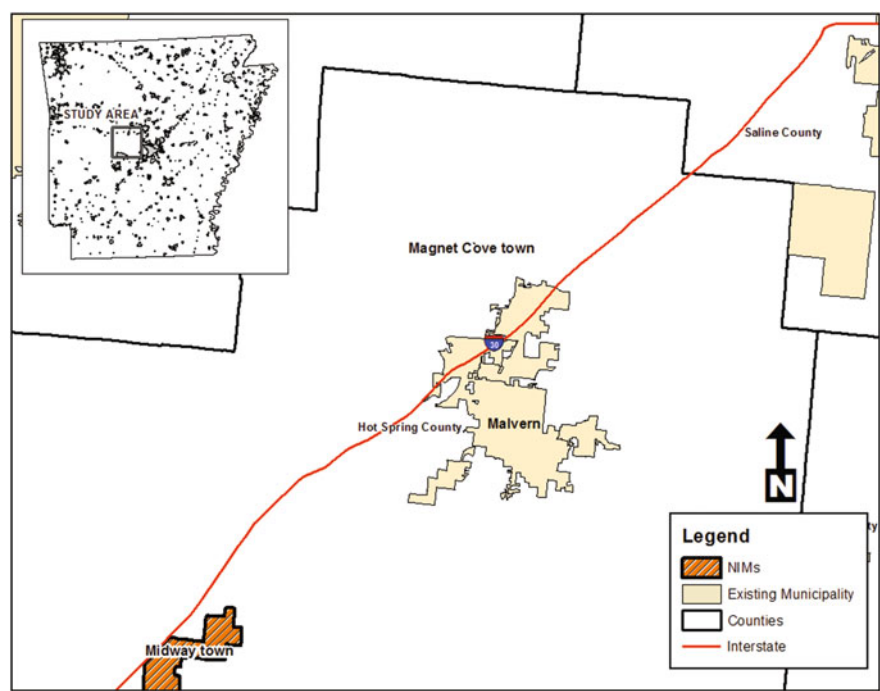 STUDY AREA
Saline County
Magnet Cove town
30
Hot Spring County
Malvern
N
Midway town
ty
Legend
NIMs
Existing Municipality
Counties
Interstate